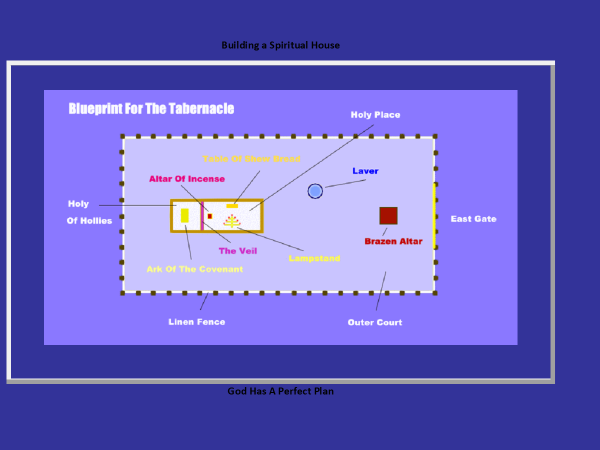 Building a Spiritual House
Blueprint For The Tabernacle
Holy Place
Table Of Show Bread
Laver
Altar Of Incense
Holy
Of Hollies
East Gate
Brazen Altar
The Veil
Lampstand
Ark Of The Covenant
Linen Fence
Outer Court
God Has A Perfect Plan